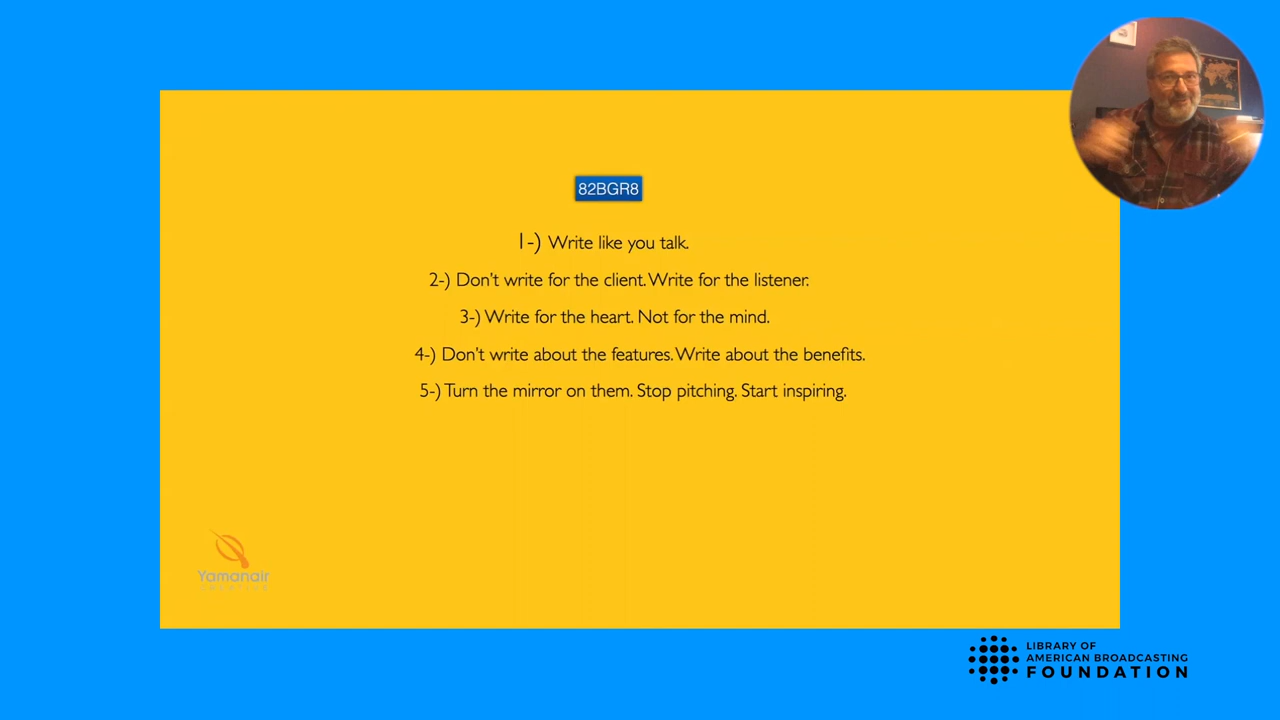 82BGR8
1-) Write like you talk.
2-) Don't write for the client. Write for the listener.
3-) Write for the heart. Not for the mind.
4-) Don't write about the features. Write about the benefits.
5-) Turn the mirror on them. Stop pitching. Start inspiring.
Yamanair
CREATIVE
LIBRARY OF
AMERICAN BROADCASTING
FOUNDATION